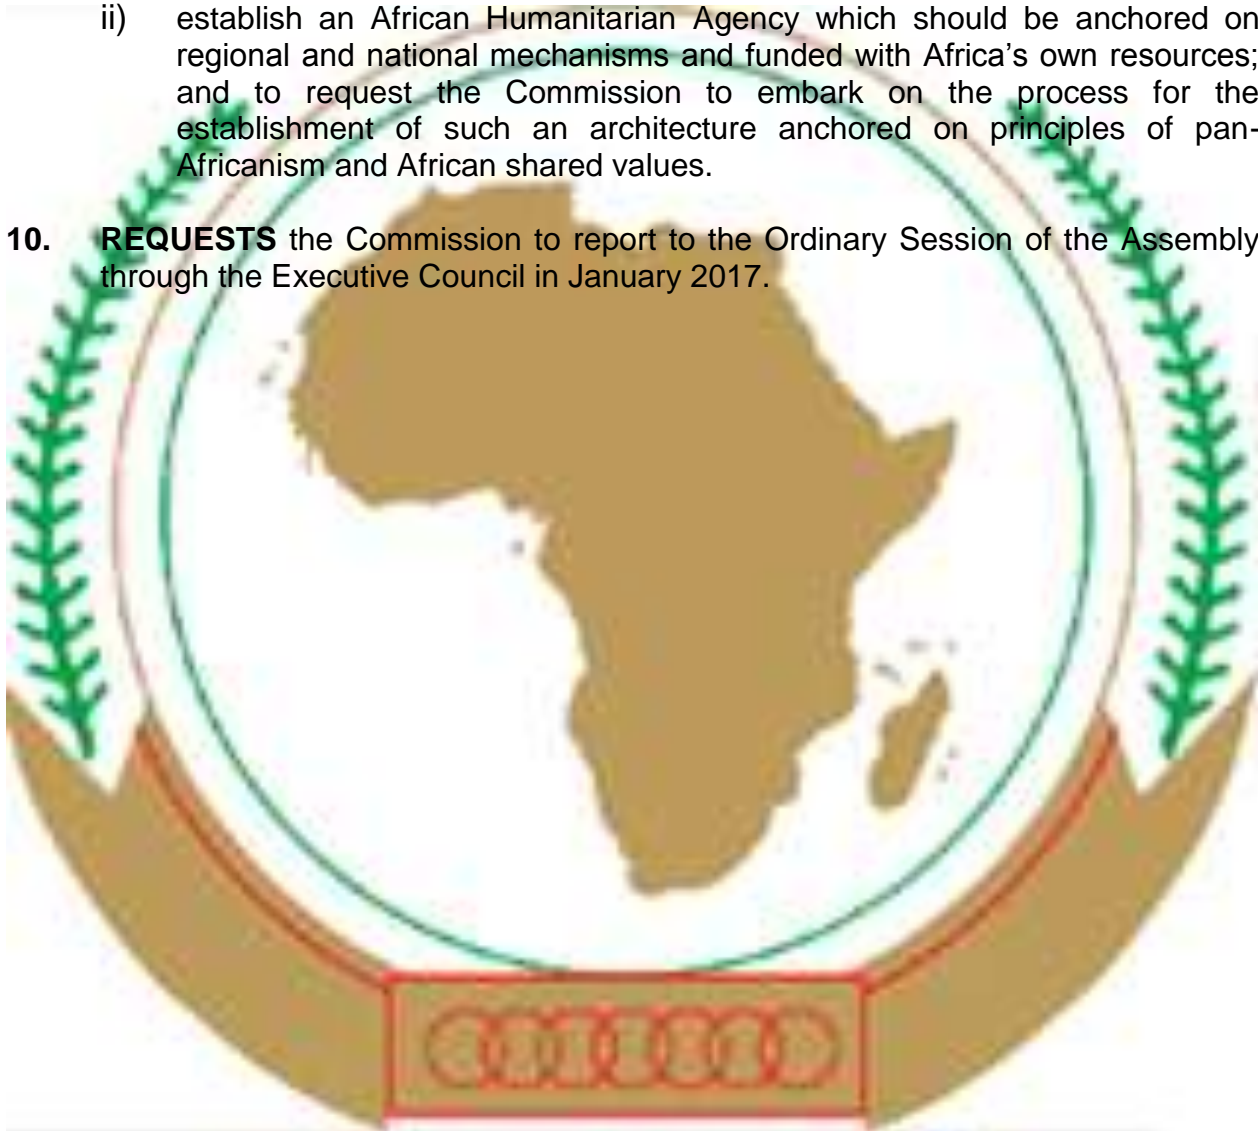 ii) establish an African Humanitarian Agency which should be anchored on
regional and national mechanisms and funded with Africa’s own resources;
and to request the Commission to embark on the process for the
establishment of such an architecture anchored on principles of pan-
Africanism and African shared values.
10. REQUESTS the Commission to report to the Ordinary Session of the Assembly
through the Executive Council in January 2017.